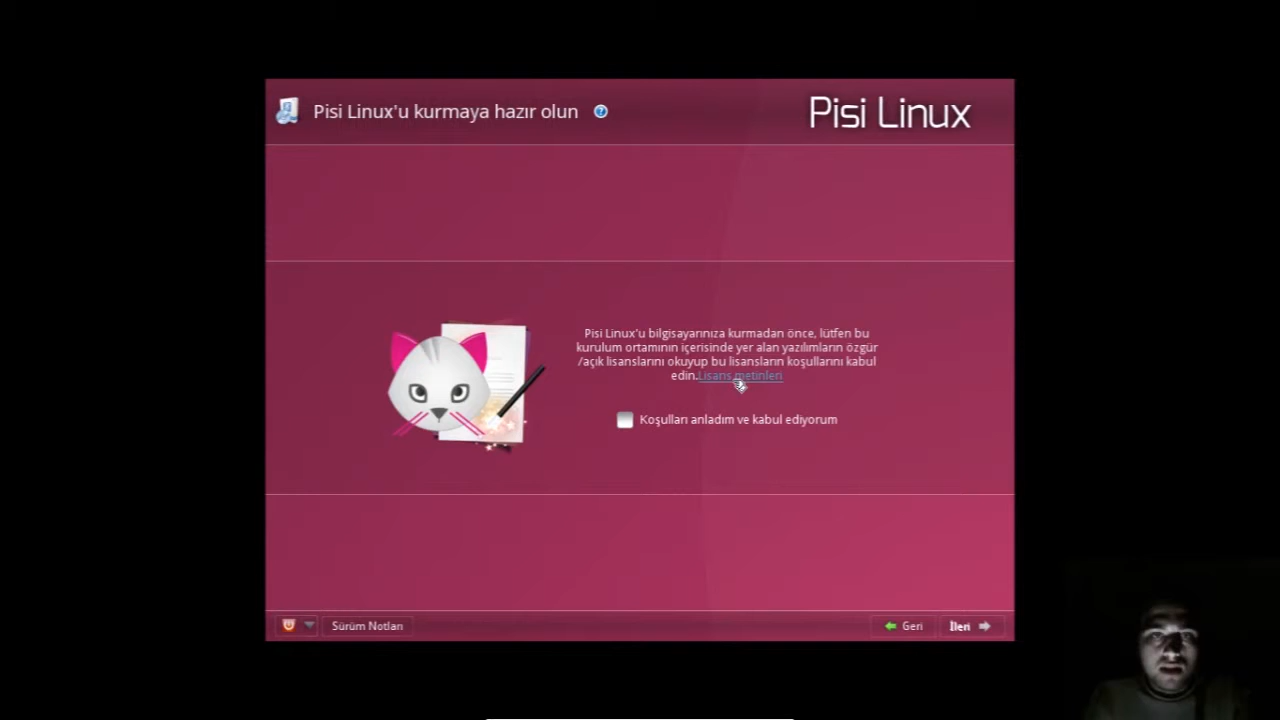 Pisi Linux'u kurmaya hazır olun
Pisi Linux
Pisi Linux'u bilgisayarınıza kurmadan önce, lütfen bu
kurulum ortamının içerisinde yer alan yazılımların özgür
/açık lisanslarını okuyup bu lisansların koşullarını kabul
edin.Lisans metinleri
Koşulları anladım ve kabul ediyorum
Sürüm Notları
Geri
İleri